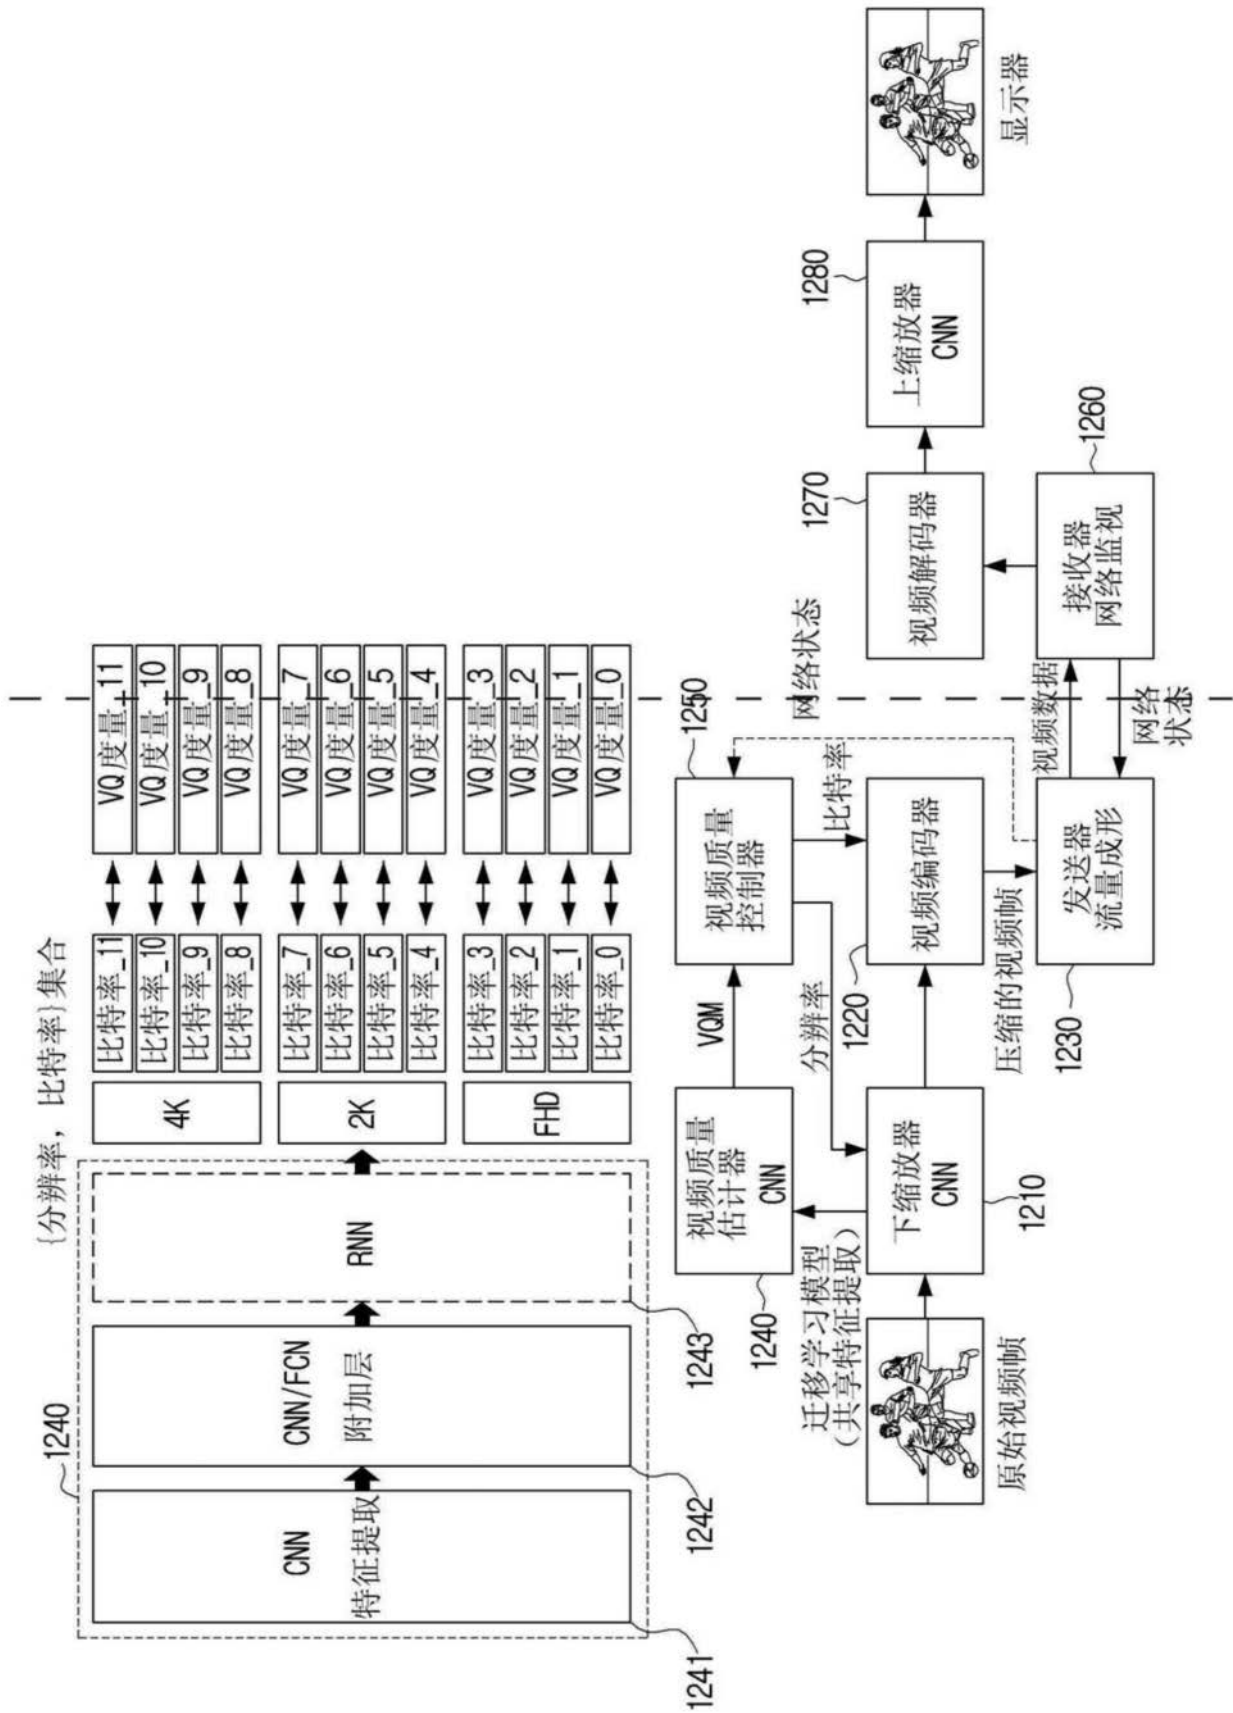 1240
{分辨率，比特率}集合
CNN
特征提取
CNN/FCN
附加层
RNN
4K
比特率_11
VQ度量_11
比特率_10
VQ度量_10
比特率_9
VQ度量_9
比特率_8
VQ度量_8
2K
比特率_7
VQ度量_7
比特率_6
VQ度量_6
比特率_5
VQ度量_5
比特率_4
VQ度量_4
FHD
比特率_3
VQ度量_3
比特率_2
VQ度量_2
比特率_1
VQ度量_1
比特率_0
VQ度量_0
1241
1242
1243
视频质量
估计器
CNN
1240
VQM
视频质量
控制器
1250
迁移学习模型
(共享特征提取)
分辨率
比特率
网络状态
1220
1270
1280
原始视频帧
下缩放器
CNN
1210
视频编码器
视频解码器
上缩放器
CNN
显示器
压缩的视频帧
视频数据
1230
发送器
流量成形
网络
状态
接收器
网络监视
1260